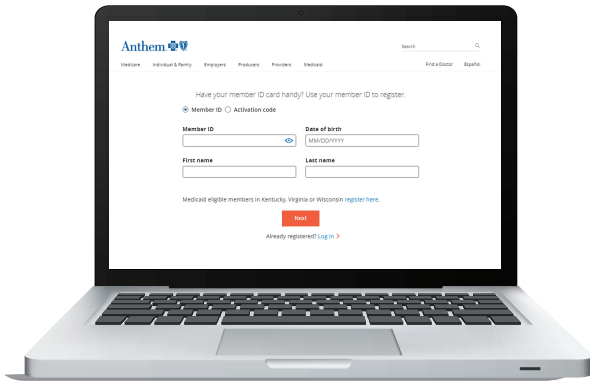 Anthem
Search
Medicare Individual & Family Employers Producers Providers Medicaid Find a Doctor Español
Have your member ID card handy? Use your member ID to register.
Member ID Activation code
Member ID Date of birth
MM/DD/YYYY
First name Last name
Medicaid eligible members in Kentucky, Virginia or Wisconsin register here.
Next
Already registered? Log in >